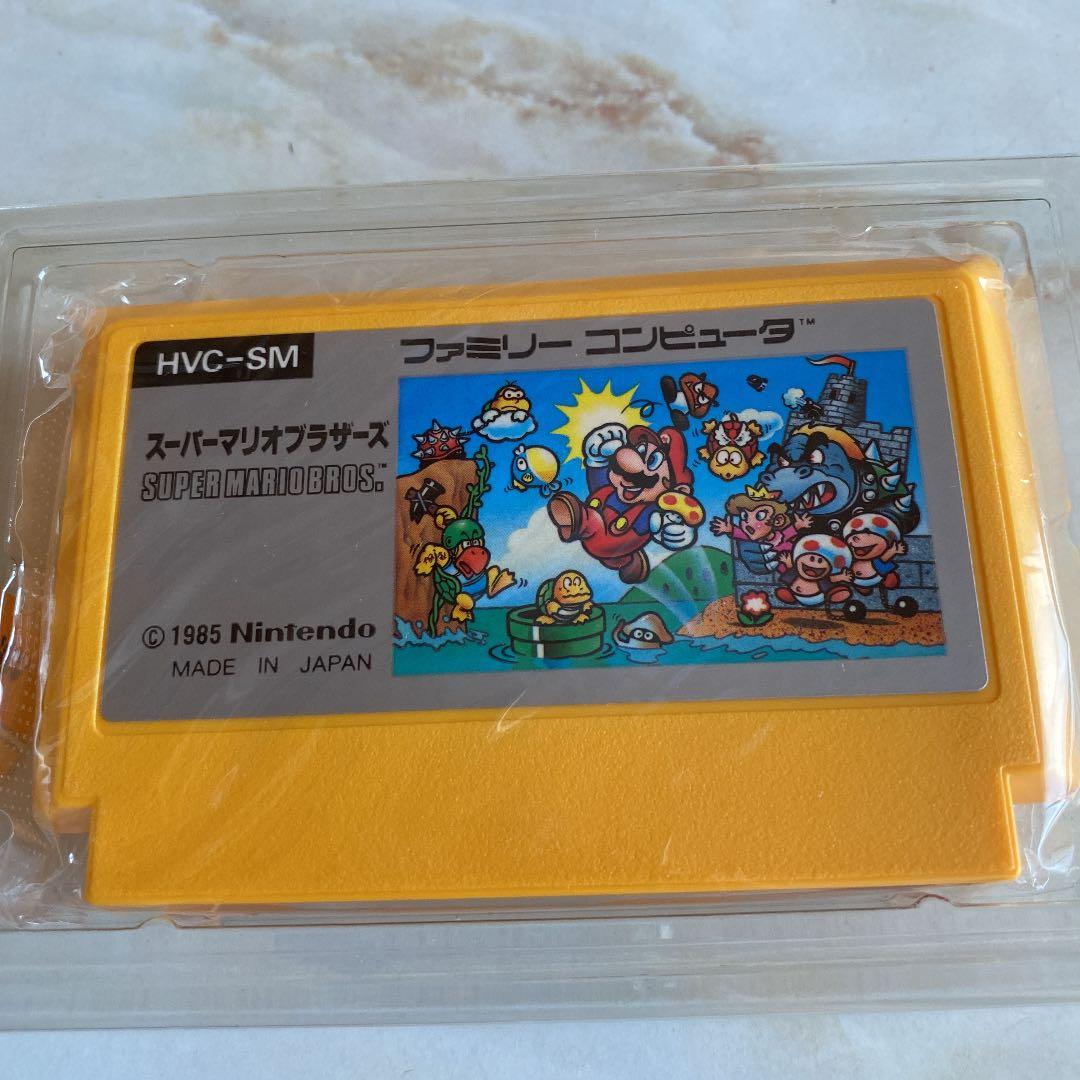 HVC-SM
ファミリー コンピュータ™
スーパーマリオブラザーズ
SUPER MARIO BROS.™
© 1985 Nintendo
MADE IN JAPAN